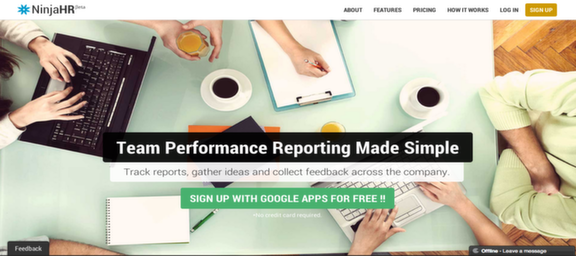 NinjaHR Beta
ABOUT FEATURES PRICING HOW IT WORKS LOG IN SIGN UP
Team Performance Reporting Made Simple
Track reports, gather ideas and collect feedback across the company.
SIGN UP WITH GOOGLE APPS FOR FREE !!
*No credit card required.
Feedback
Offline - Leave a message